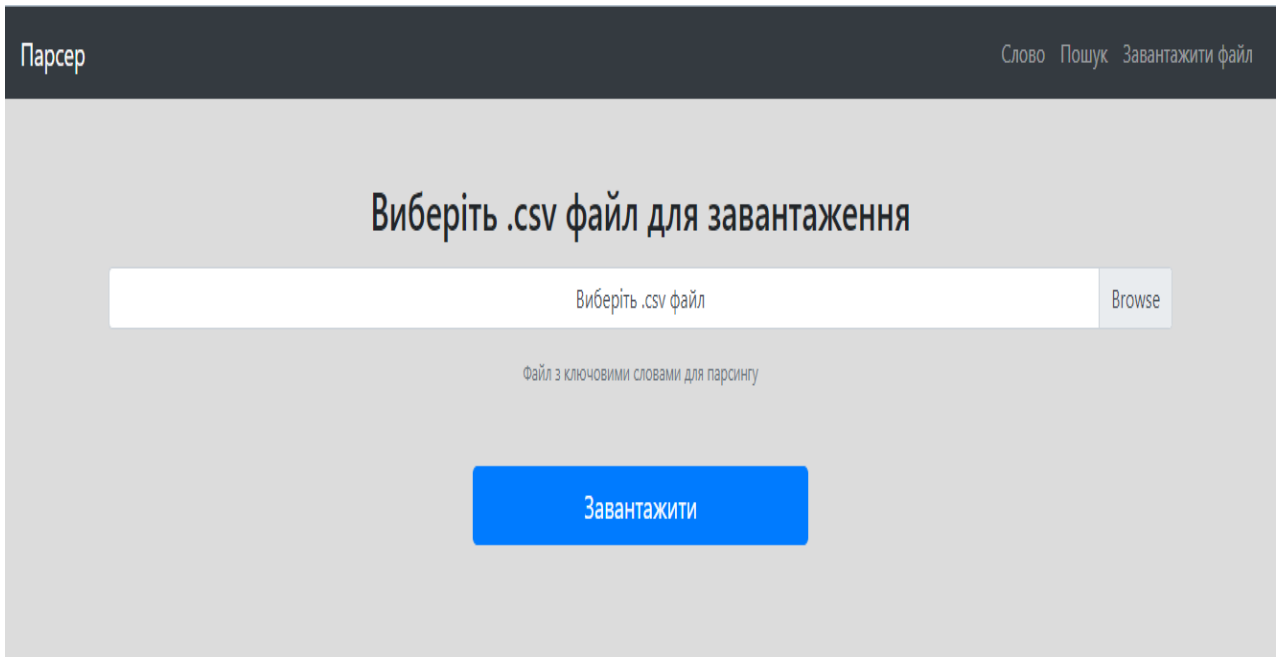 Парсер
Слово Пошук Завантажити файл
Виберіть .csv файл для завантаження
Виберіть .csv файл Browse
Файл з ключовими словами для парсингу
Завантажити